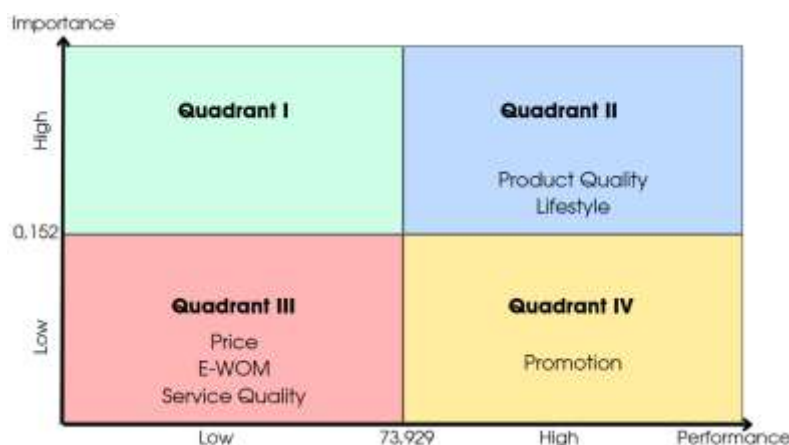 Importance
High
Quadrant I
Quadrant II
Product Quality
Lifestyle
0,152
Low
Quadrant III
Price
E-WOM
Service Quality
Quadrant IV
Promotion
Low
73,929
High
Performance